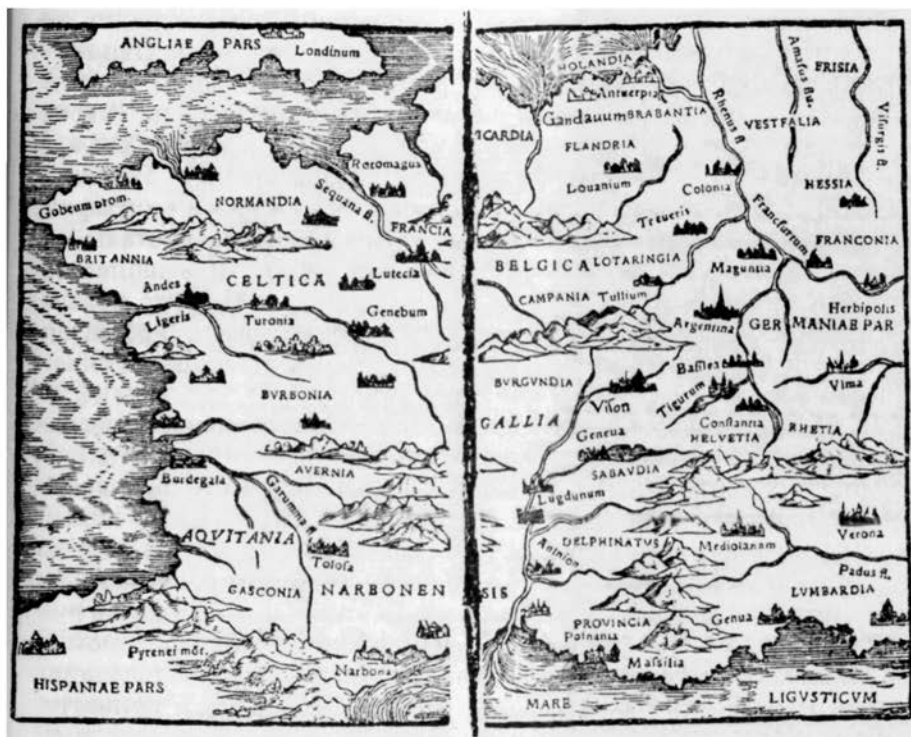 ANGLIAE PARS
Londinum
Rotomagus
Sequana fl.
NORMANDIA
Gobeum prom.
FRANCIA
BRITANNIA
Lutecia
CELTICA
Andes
Ligeris
Turonia
Genebum
BVRBONIA
AVERNIA
Burdegala
Garumna fl.
AQVITANIA
Tolosa
GASCONIA
NARBONEN
Pyrenei mõt.
Narbona
HISPANIAE PARS
HOLANDIA
Antwerpia
Gandauum
BRABANTIA
Rhenus fl.
Amasus flu.
FRISIA
Visurgis fl.
VESTFALIA
ICARDIA
FLANDRIA
Louanium
Colonia
HESSIA
Treueris
Francfurtum
FRANCONIA
BELGICA
LOTARINGIA
Maguntia
CAMPANIA
Tullium
Herbipolis
Argentina
GERMANIAE PAR
BVRGVNDIA
Basilea
Vison
Tigurum
Vlma
GALLIA
Constantia
Geneua
HELVETIA
RHETIA
SABAVDIA
Lugdunum
DELPHINATVS
Mediolanum
Verona
Auinion
Padus fl.
SIS
LVMBARDIA
PROVINCIA
Genua
Massilia
MARE
LIGVSTICVM